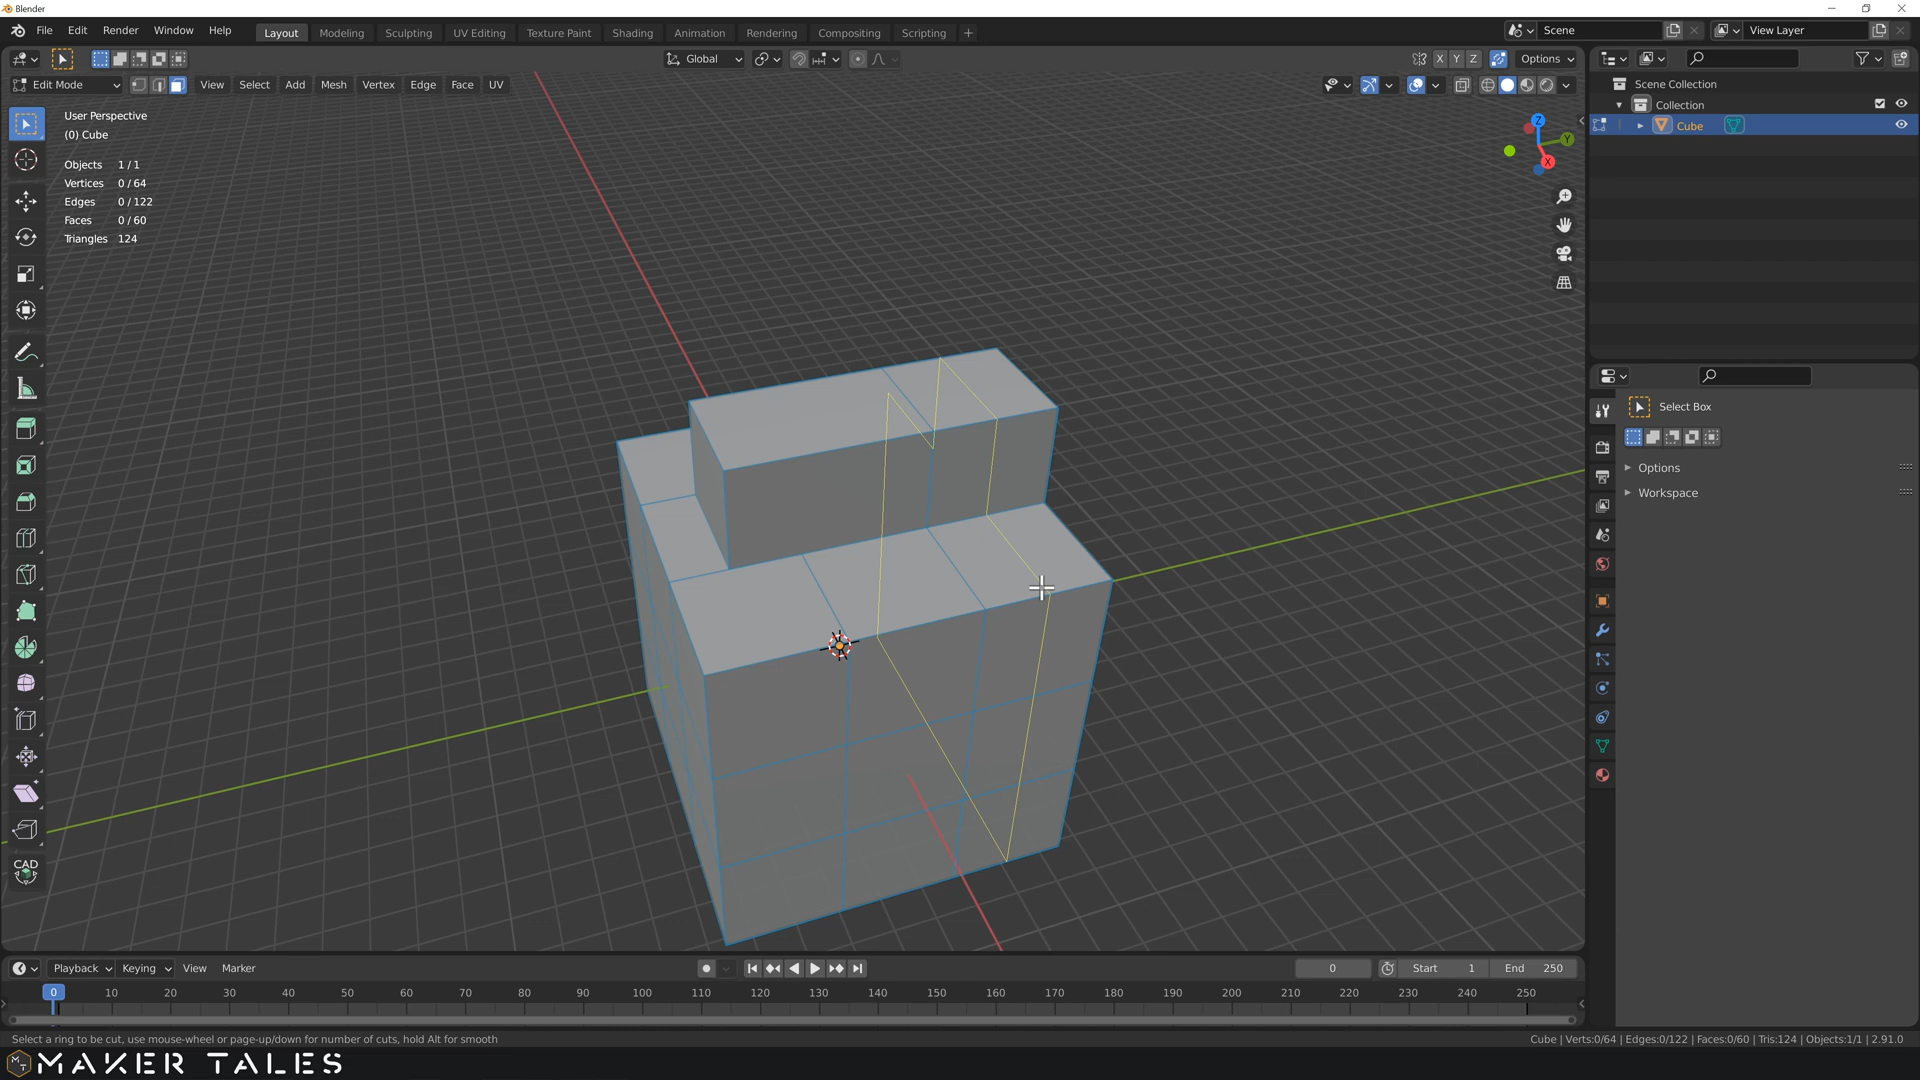 Blender
File Edit Render Window Help Layout Modeling Sculpting UV Editing Texture Paint Shading Animation Rendering Compositing Scripting + Scene View Layer
Global X Y Z Options
Edit Mode View Select Add Mesh Vertex Edge Face UV
Scene Collection
Collection
Cube
User Perspective
(0) Cube
Objects 1 / 1
Vertices 0 / 64
Edges 0 / 122
Faces 0 / 60
Triangles 124
Z
Y
X
Select Box
Options
Workspace
CAD
Playback Keying View Marker 0 Start 1 End 250
0 10 20 30 40 50 60 70 80 90 100 110 120 130 140 150 160 170 180 190 200 210 220 230 240 250
Select a ring to be cut, use mouse-wheel or page-up/down for number of cuts, hold Alt for smooth
Cube | Verts:0/64 | Edges:0/122 | Faces:0/60 | Tris:124 | Objects:1/1 | 2.91.0
MT MAKER TALES